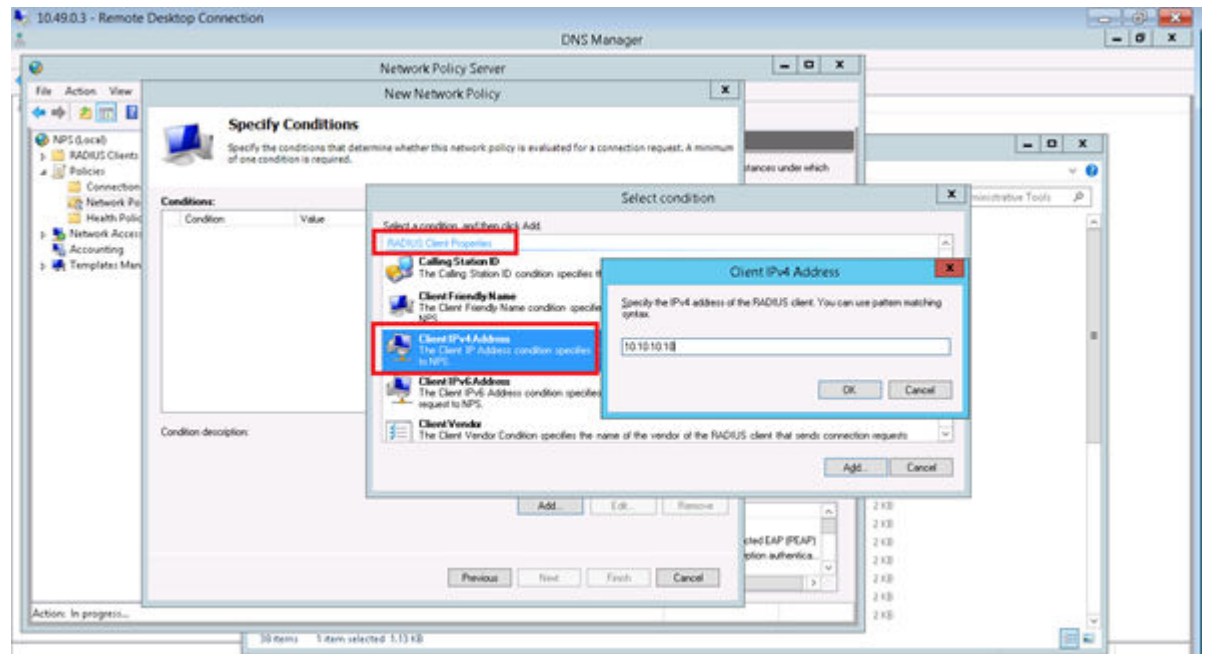 10.49.0.3 - Remote Desktop Connection
DNS Manager
Network Policy Server
File Action View
New Network Policy
NPS (Local)
RADIUS Clients
Policies
Connection
Network Po
Health Polic
Network Access
Accounting
Templates Man
Specify Conditions
Specify the conditions that determine whether this network policy is evaluated for a connection request. A minimum
of one condition is required.
stances under which
Conditions:
Condition Value
Condition description:
Select condition
Select a condition, and then click Add.
RADIUS Client Properties
Calling Station ID
The Calling Station ID condition specifies
Client Friendly Name
The Client Friendly Name condition specifie
NPS.
Client IPv4 Address
The Client IP Address condition specifies
to NPS.
Client IPv6 Address
The Client IPv6 Address condition specifies
request to NPS.
Client Vendor
The Client Vendor Condition specifies the name of the vendor of the RADIUS client that sends connection requests
Add... Cancel
Client IPv4 Address
Specify the IPv4 address of the RADIUS client. You can use pattern matching
syntax.
10.10.10.10
OK Cancel
ministrative Tools
Add... Edit... Remove
cted EAP (PEAP)
ption authentica...
Previous Next Finish Cancel
2 KB
2 KB
2 KB
2 KB
2 KB
2 KB
2 KB
Action: In progress...
38 items 1 item selected 1.13 KB